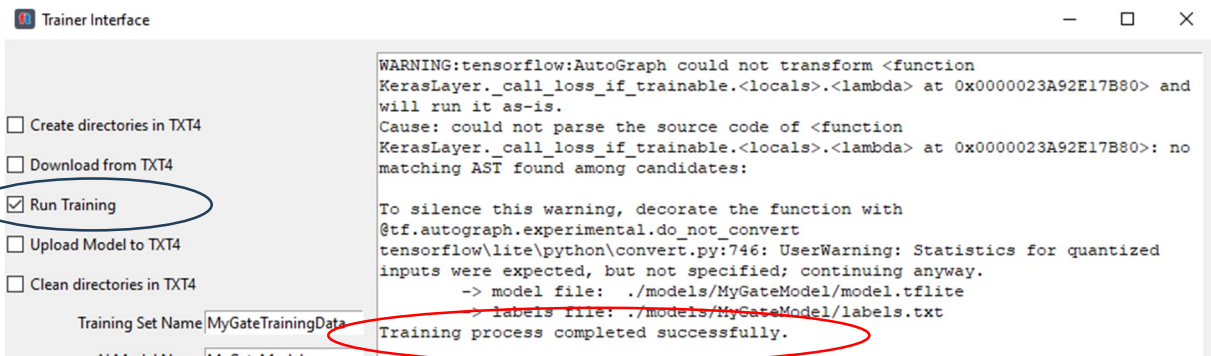 Trainer Interface
WARNING:tensorflow:AutoGraph could not transform <function
KerasLayer._call_loss_if_trainable.<locals>.<lambda> at 0x0000023A92E17B80> and
will run it as-is.
Cause: could not parse the source code of <function
KerasLayer._call_loss_if_trainable.<locals>.<lambda> at 0x0000023A92E17B80>: no
matching AST found among candidates:
To silence this warning, decorate the function with
@tf.autograph.experimental.do_not_convert
tensorflow\lite\python\convert.py:746: UserWarning: Statistics for quantized
inputs were expected, but not specified; continuing anyway.
-> model file: ./models/MyGateModel/model.tflite
-> labels file: ./models/MyGateModel/labels.txt
Training process completed successfully.
Create directories in TXT4
Download from TXT4
Run Training
Upload Model to TXT4
Clean directories in TXT4
Training Set Name MyGateTrainingData